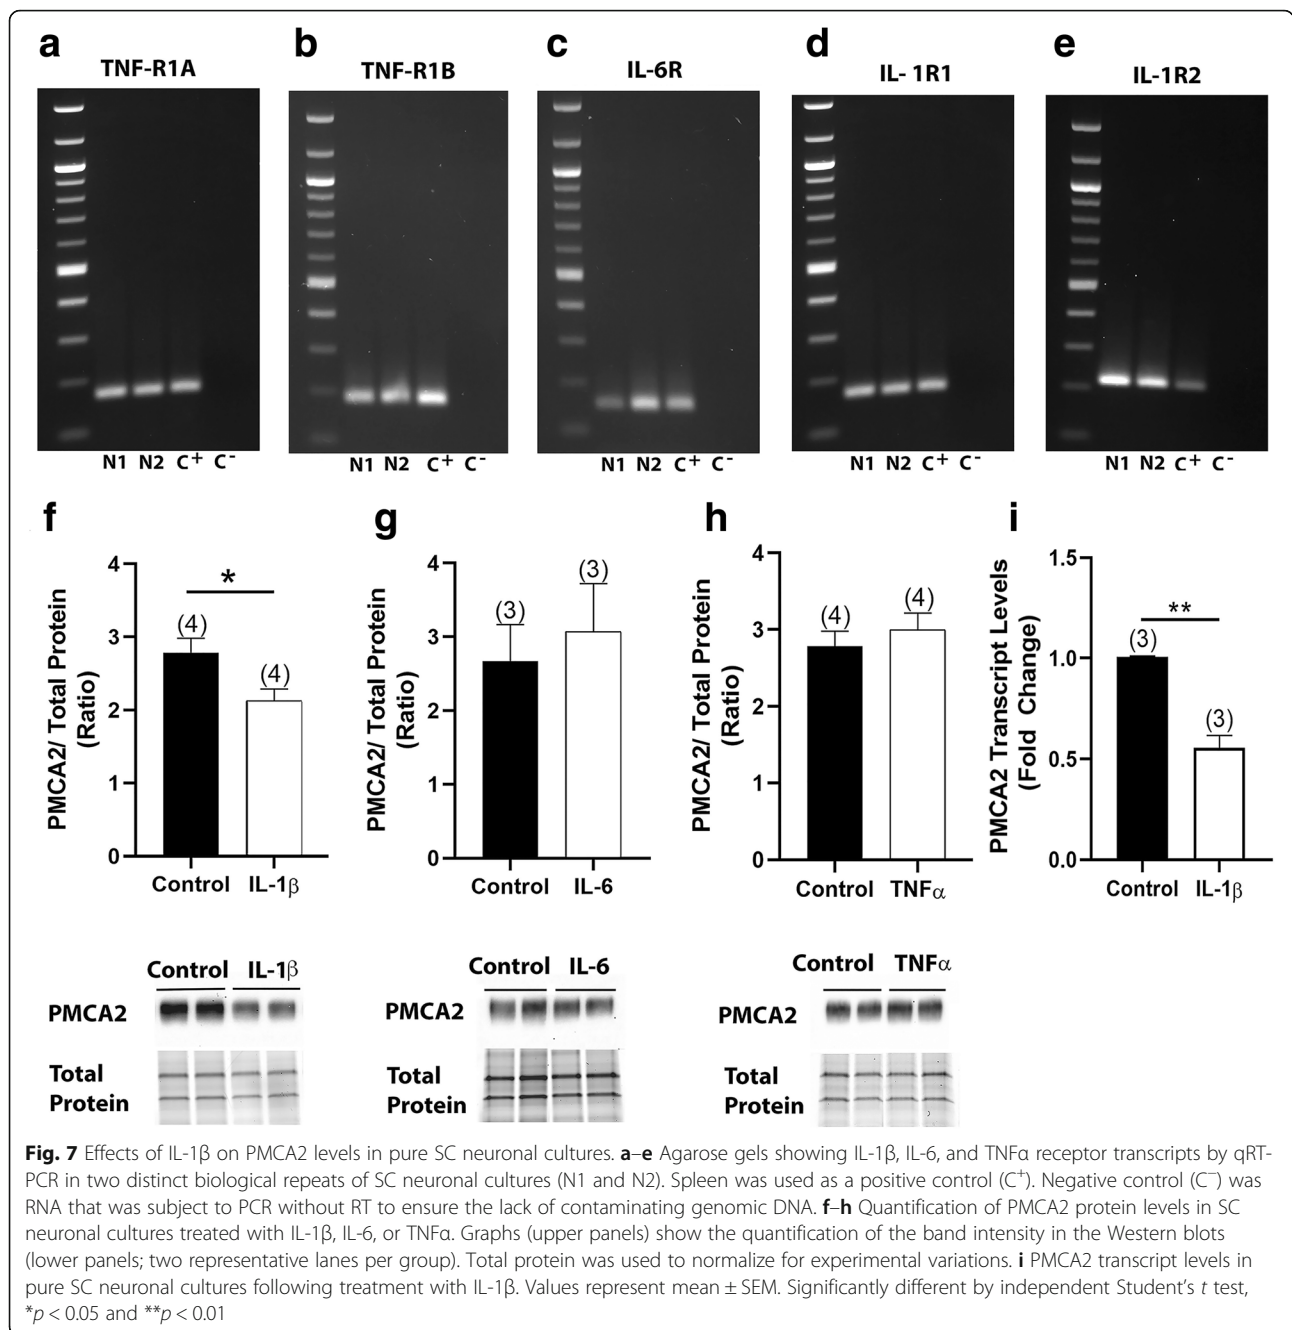 a b c d e
TNF-R1A TNF-R1B IL-6R IL- 1R1 IL-1R2
N1 N2 C+ C- N1 N2 C+ C- N1 N2 C+ C- N1 N2 C+ C- N1 N2 C+ C-
f
PMCA2/ Total Protein
(Ratio)
4
3
2
1
0
*
(4)
(4)
Control IL-1β
g
PMCA2/ Total Protein
(Ratio)
4
3
2
1
0
(3)
(3)
Control IL-6
h
PMCA2/ Total Protein
(Ratio)
4
3
2
1
0
(4)
(4)
Control TNFα
i
PMCA2 Transcript Levels
(Fold Change)
1.5
1.0
0.5
0.0
**
(3)
(3)
Control IL-1β
Control IL-1β
PMCA2
Total
Protein
Control IL-6
PMCA2
Total
Protein
Control TNFα
PMCA2
Total
Protein
Fig. 7 Effects of IL-1β on PMCA2 levels in pure SC neuronal cultures. a–e Agarose gels showing IL-1β, IL-6, and TNFα receptor transcripts by qRT-
PCR in two distinct biological repeats of SC neuronal cultures (N1 and N2). Spleen was used as a positive control (C+). Negative control (C−) was
RNA that was subject to PCR without RT to ensure the lack of contaminating genomic DNA. f–h Quantification of PMCA2 protein levels in SC
neuronal cultures treated with IL-1β, IL-6, or TNFα. Graphs (upper panels) show the quantification of the band intensity in the Western blots
(lower panels; two representative lanes per group). Total protein was used to normalize for experimental variations. i PMCA2 transcript levels in
pure SC neuronal cultures following treatment with IL-1β. Values represent mean ± SEM. Significantly different by independent Student's t test,
*p < 0.05 and **p < 0.01